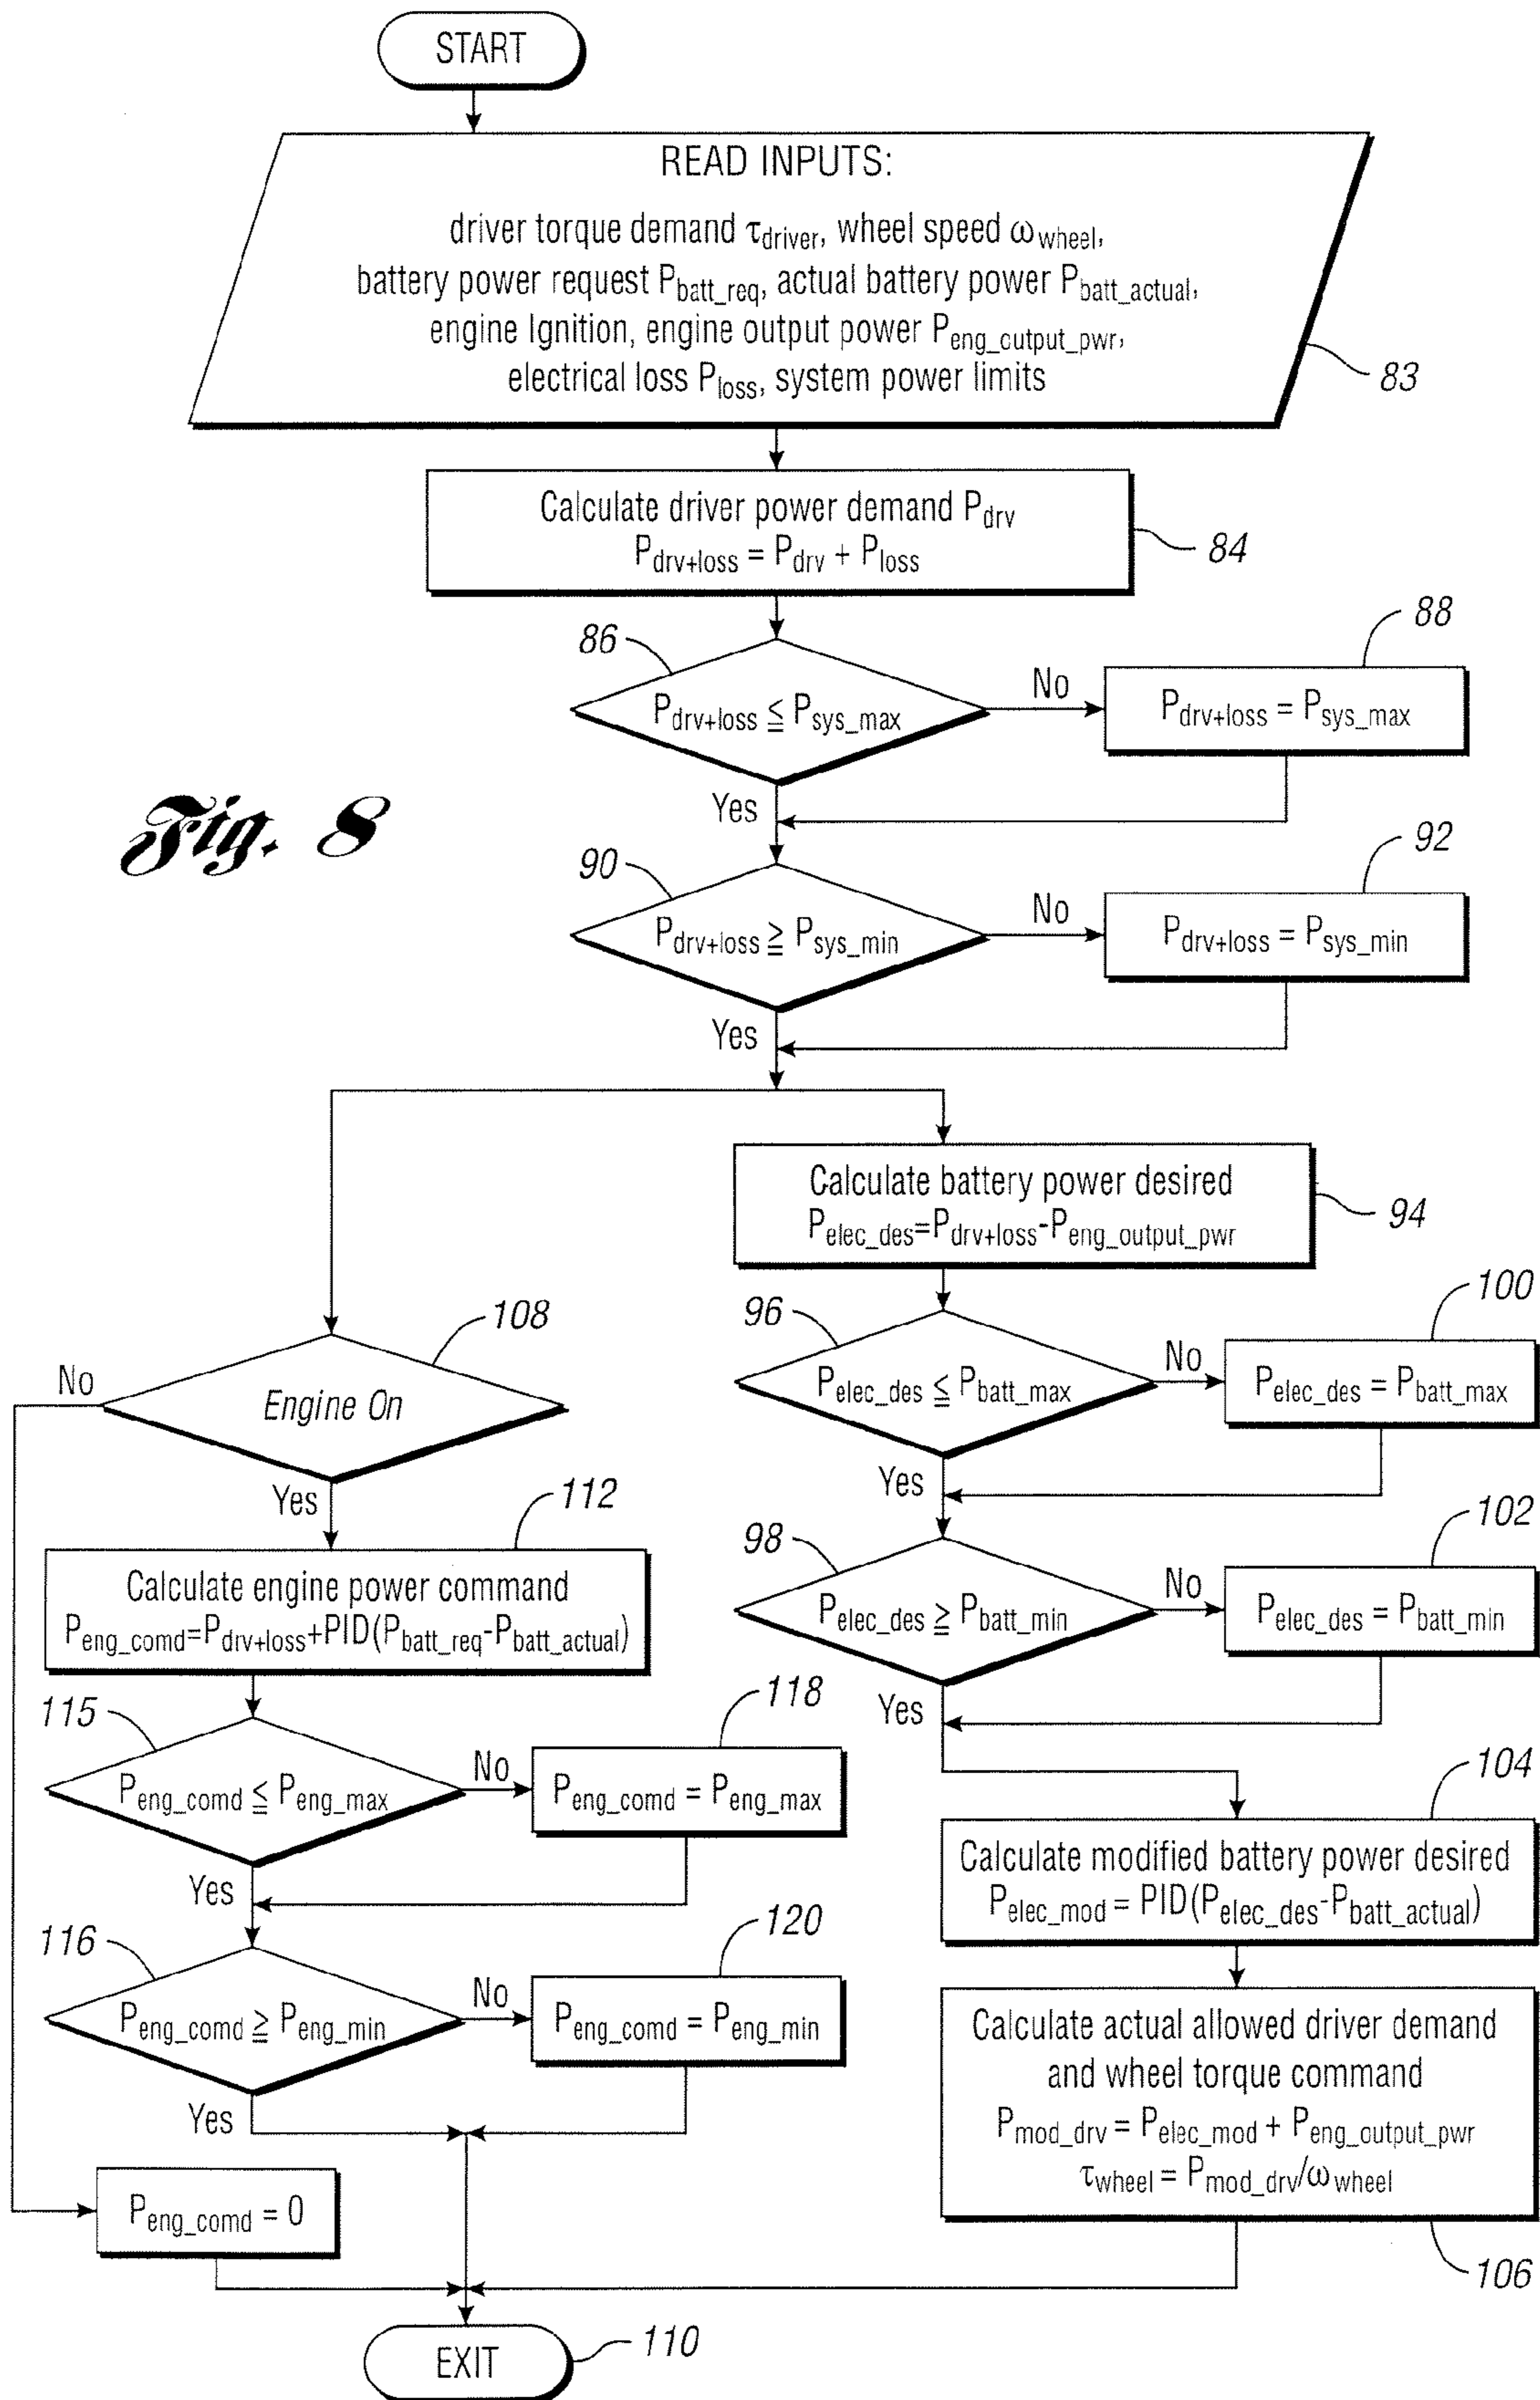 START
READ INPUTS:
driver torque demand τdriver, wheel speed ωwheel,
battery power request Pbatt_req, actual battery power Pbatt_actual,
engine Ignition, engine output power Peng_output_pwr,
electrical loss Ploss, system power limits
83
Calculate driver power demand Pdrv
Pdrv+loss = Pdrv + Ploss
84
86
Pdrv+loss ≦ Psys_max
No
88
Pdrv+loss = Psys_max
Yes
Fig. 8
90
Pdrv+loss ≧ Psys_min
No
92
Pdrv+loss = Psys_min
Yes
Calculate battery power desired
Pelec_des=Pdrv+loss-Peng_output_pwr
94
96
Pelec_des ≦ Pbatt_max
No
100
Pelec_des = Pbatt_max
Yes
98
Pelec_des ≧ Pbatt_min
No
102
Pelec_des = Pbatt_min
Yes
104
Calculate modified battery power desired
Pelec_mod = PID(Pelec_des-Pbatt_actual)
Calculate actual allowed driver demand
and wheel torque command
Pmod_drv = Pelec_mod + Peng_output_pwr
τwheel = Pmod_drv/ωwheel
106
108
No
Engine On
Yes
112
Calculate engine power command
Peng_comd=Pdrv+loss+PID(Pbatt_req-Pbatt_actual)
115
Peng_comd ≦ Peng_max
No
118
Peng_comd = Peng_max
Yes
116
Peng_comd ≧ Peng_min
No
120
Peng_comd = Peng_min
Yes
Peng_comd = 0
EXIT
110